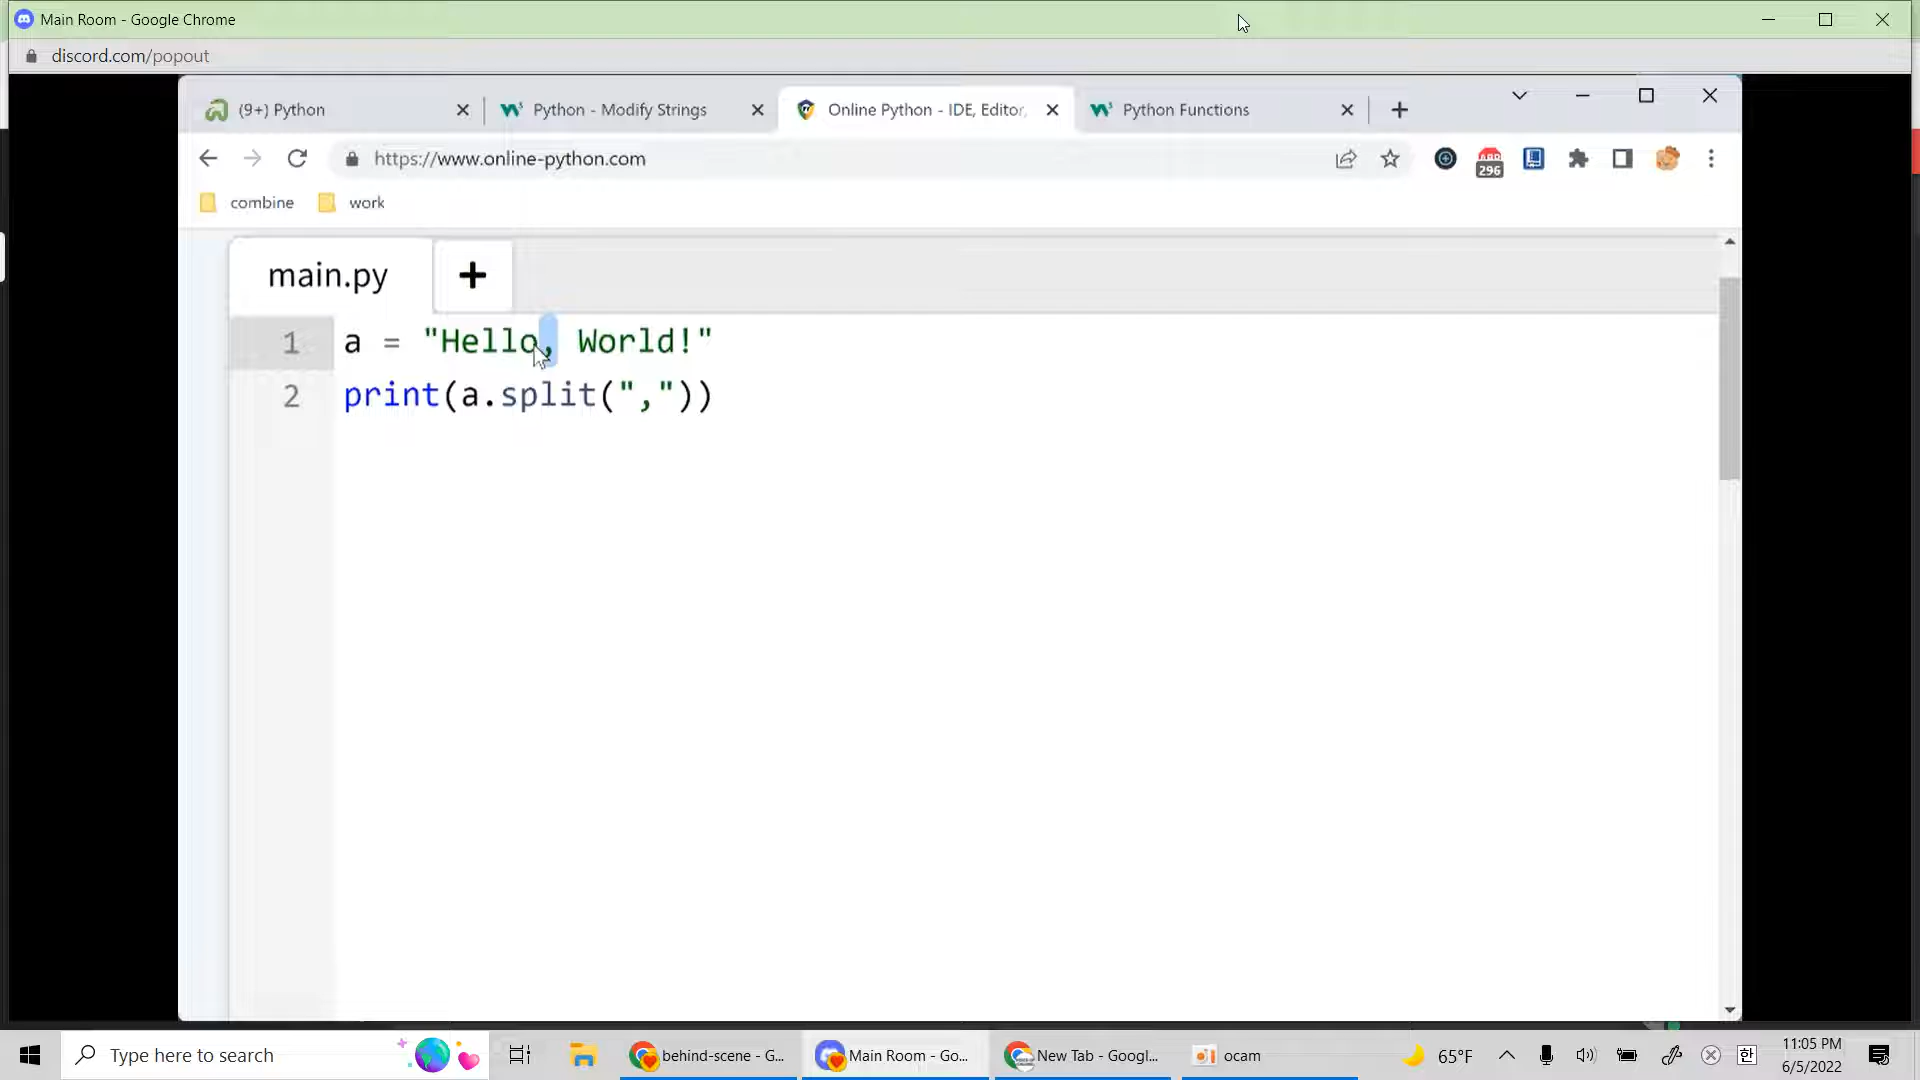 Main Room - Google Chrome
discord.com/popout
(9+) Python
Python - Modify Strings
Online Python - IDE, Editor,
Python Functions
https://www.online-python.com
296
combine
work
main.py
1 a = "Hello, World!"
2 print(a.split(","))
Type here to search
behind-scene - G...
Main Room - Go...
New Tab - Googl...
ocam
65°F
한
11:05 PM
6/5/2022